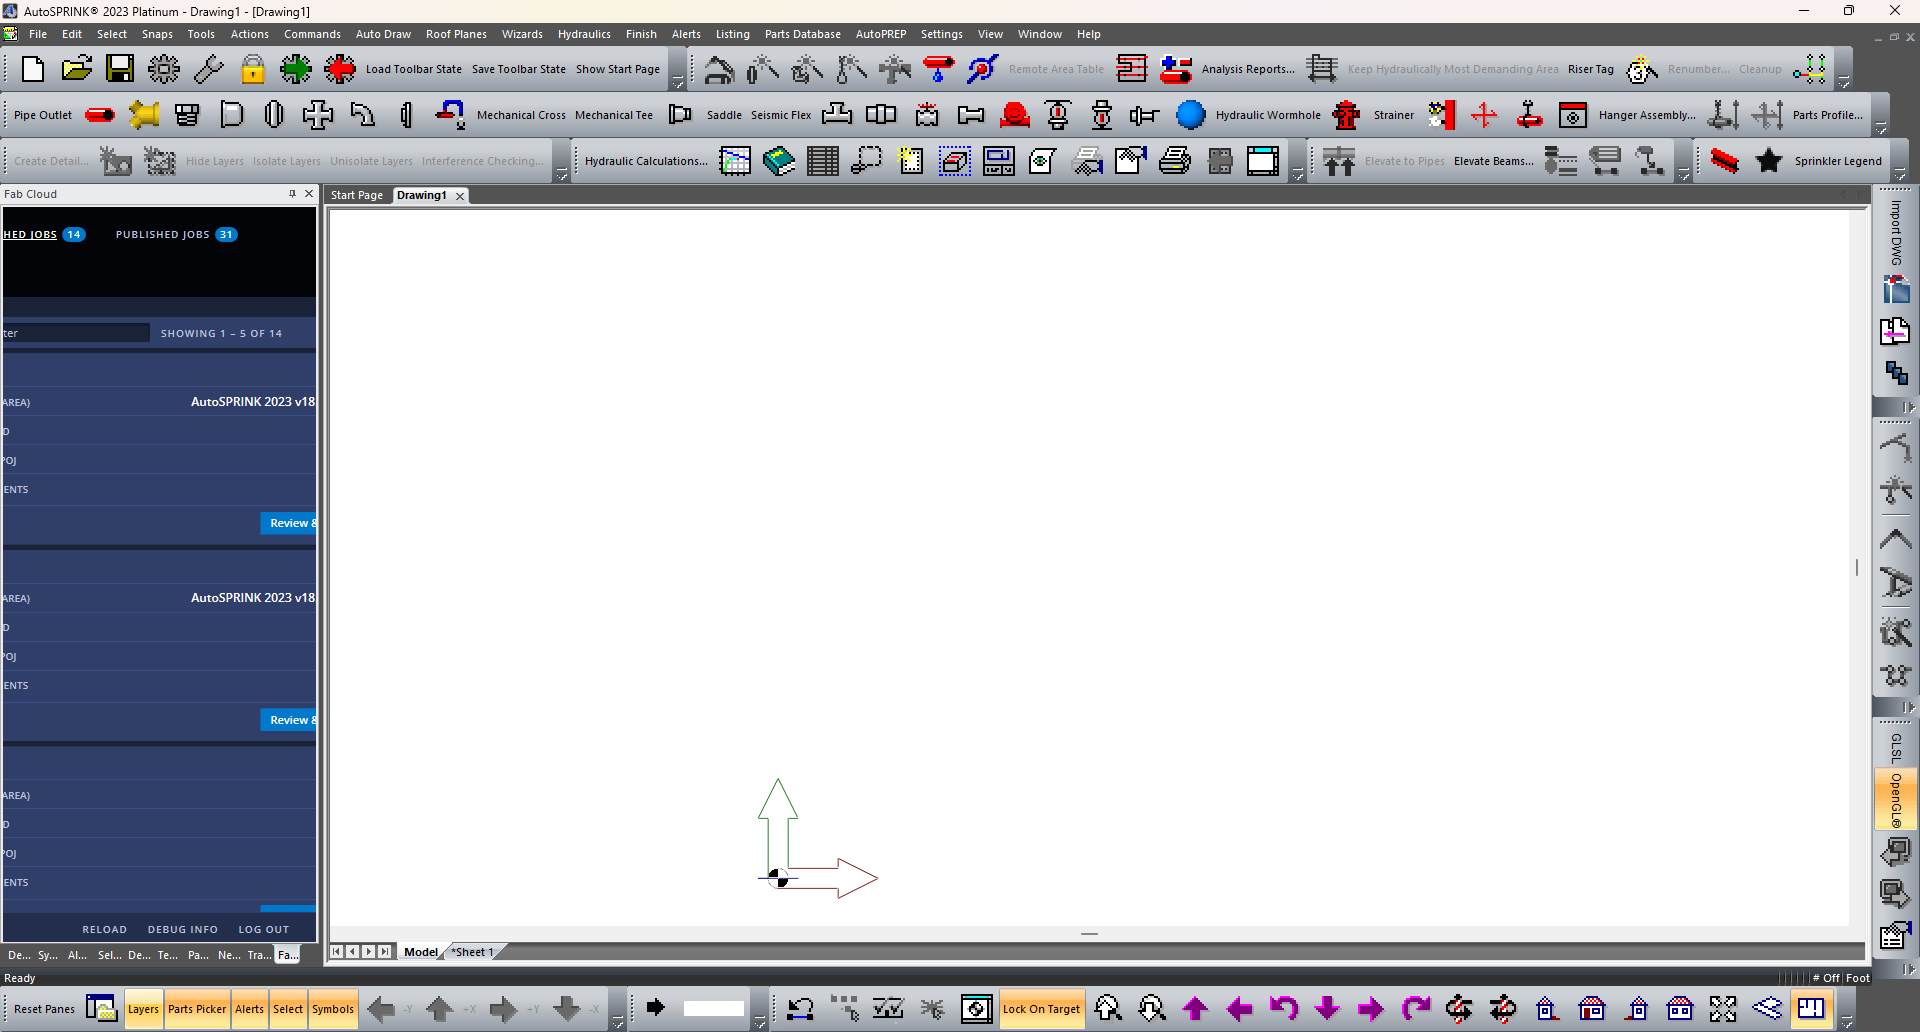 AutoSPRINK® 2023 Platinum - Drawing1 - [Drawing1]
File Edit Select Snaps Tools Actions Commands Auto Draw Roof Planes Wizards Hydraulics Finish Alerts Listing Parts Database AutoPREP Settings View Window Help
Load Toolbar State Save Toolbar State Show Start Page Remote Area Table Analysis Reports... Keep Hydraulically Most Demanding Area Riser Tag Renumber... Cleanup
Pipe Outlet Mechanical Cross Mechanical Tee Saddle Seismic Flex Hydraulic Wormhole Strainer Hanger Assembly... Parts Profile...
Create Detail... Hide Layers Isolate Layers Unisolate Layers Interference Checking... Hydraulic Calculations... Elevate to Pipes Elevate Beams... Sprinkler Legend
Fab Cloud
Start Page Drawing1
HED JOBS 14 PUBLISHED JOBS 31
ter SHOWING 1 – 5 OF 14
AREA) AutoSPRINK 2023 v18
D
POJ
ENTS
Review &
AREA) AutoSPRINK 2023 v18
D
POJ
ENTS
Review &
AREA)
D
POJ
ENTS
RELOAD DEBUG INFO LOG OUT
De... Sy... Al... Sel... De... Te... Pa... Ne... Tra... Fa...
Model *Sheet 1
Import DWG
GLSL
OpenGL®
Ready
# Off Foot
Reset Panes Layers Parts Picker Alerts Select Symbols -Y +X +Y -X Lock On Target